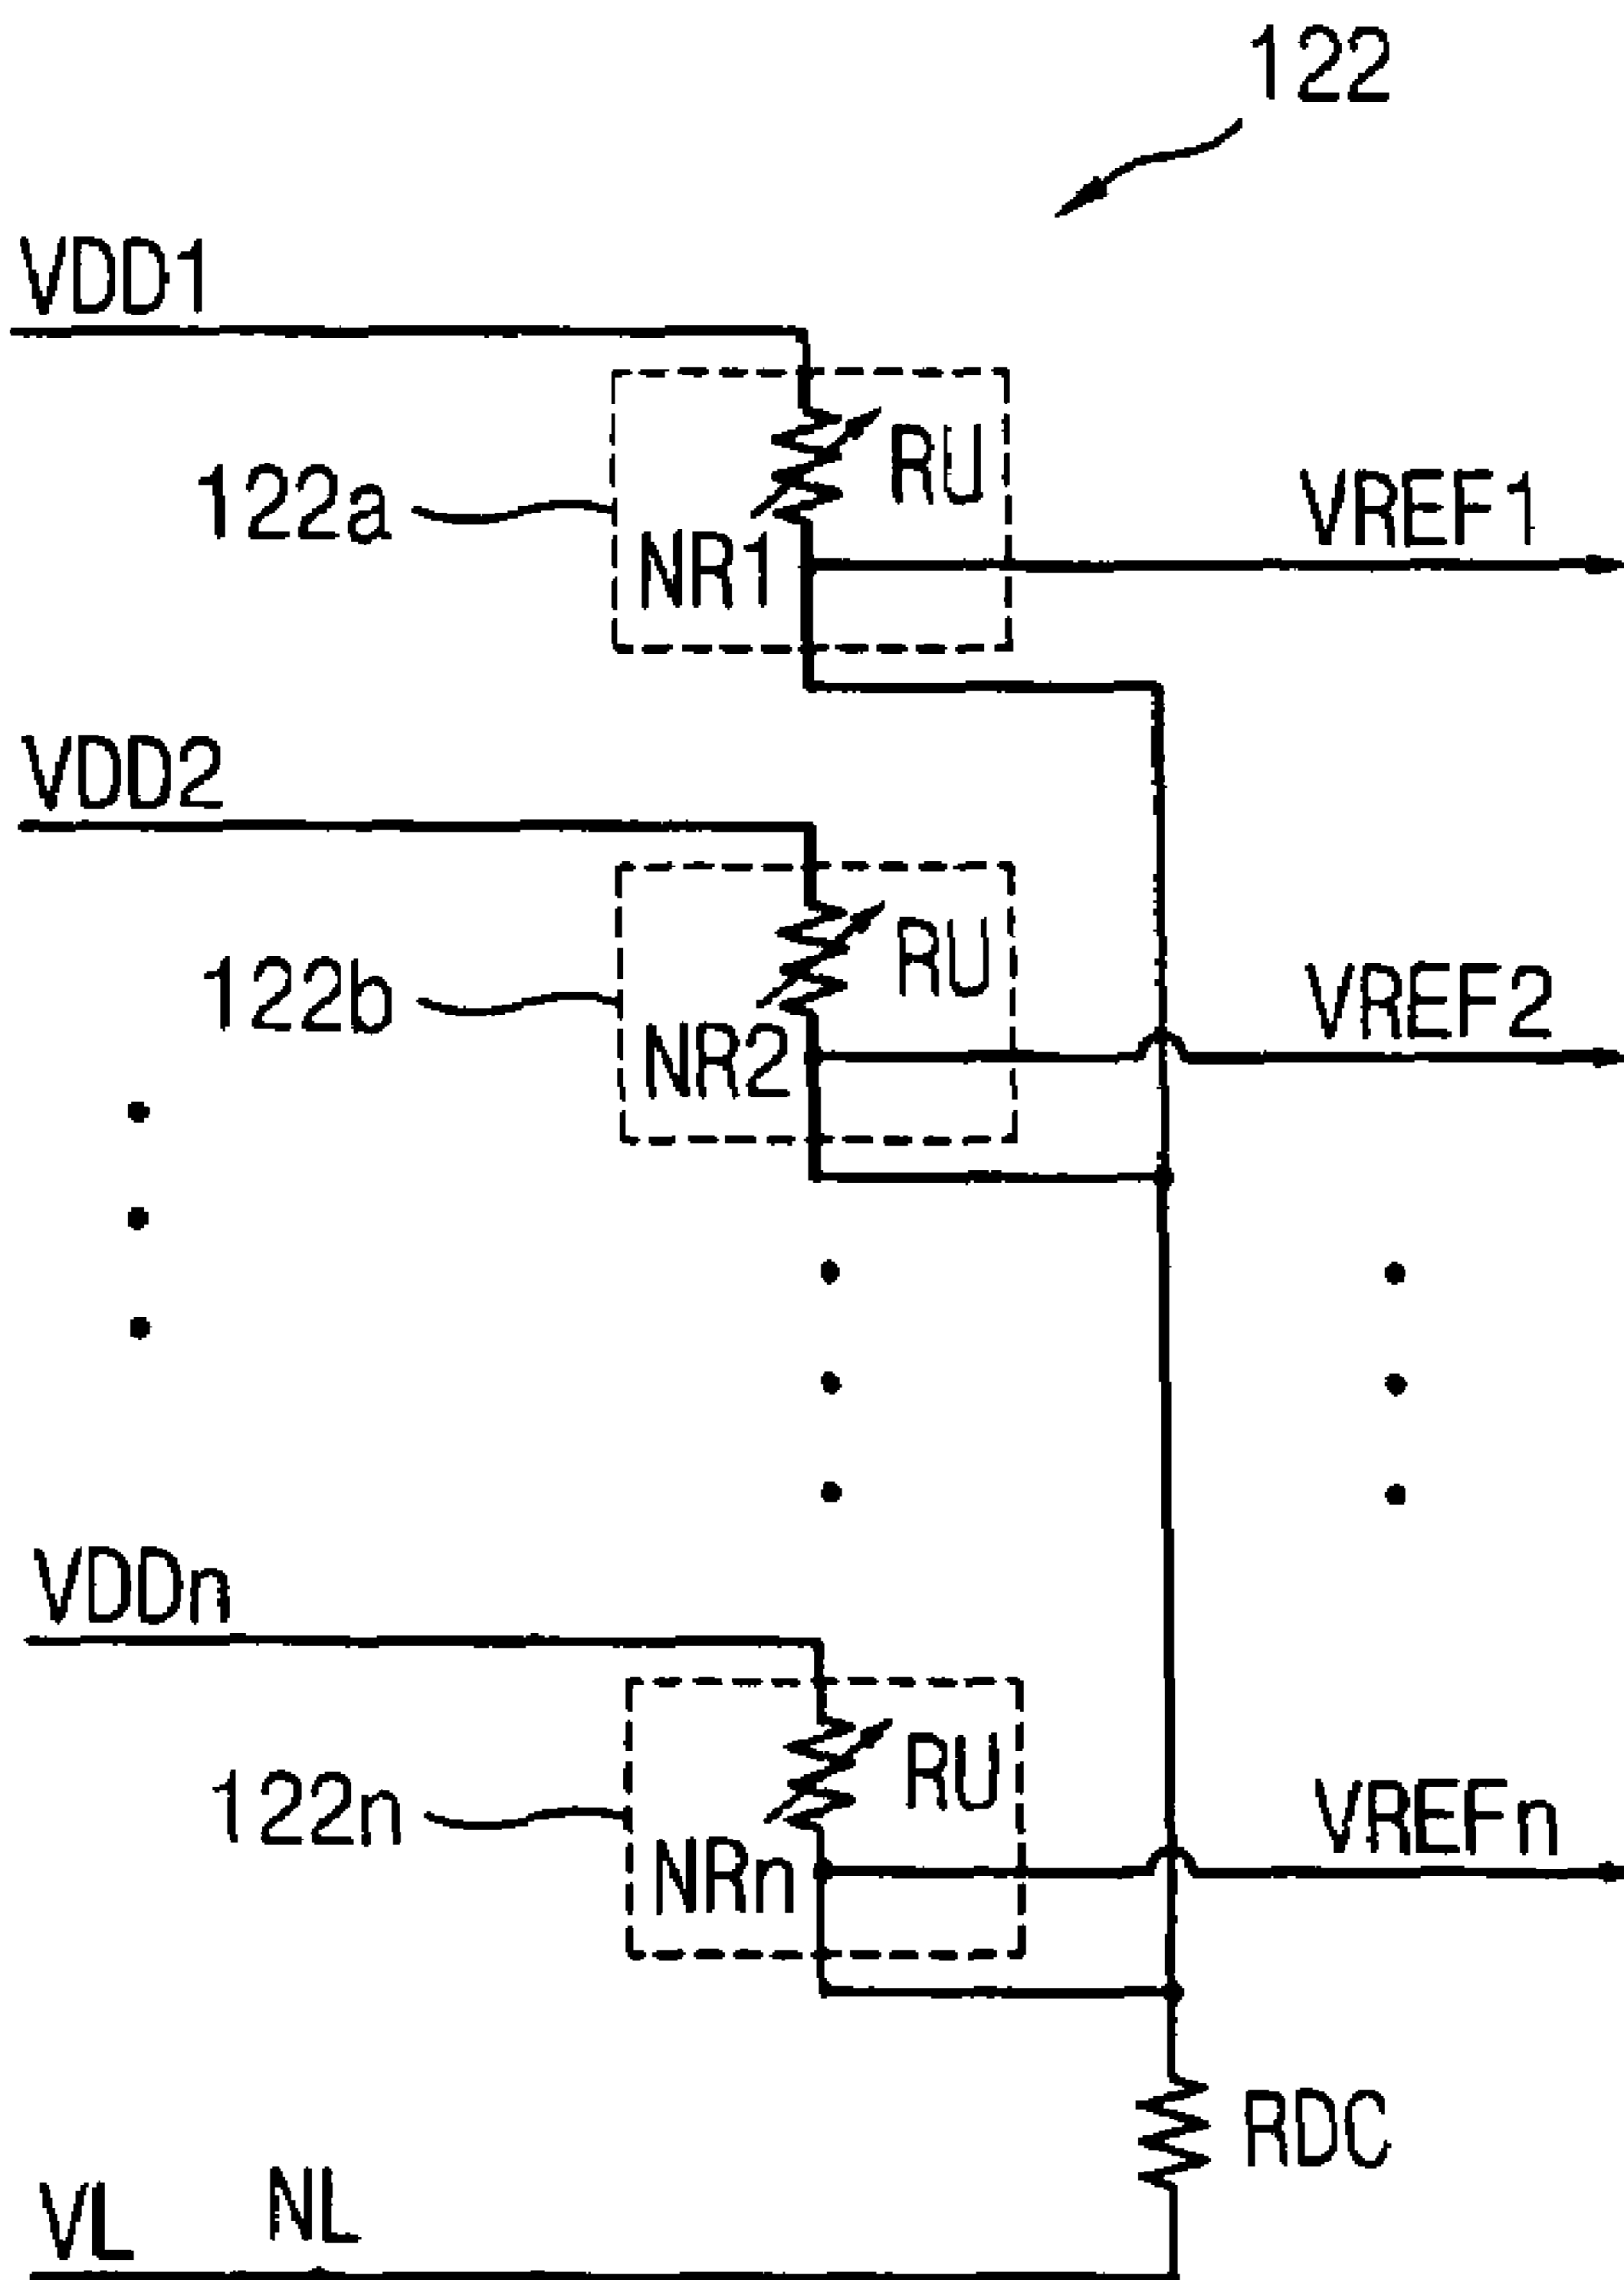 122
VDD1
122a
RU
NR1
VREF1
VDD2
122b
RU
NR2
VREF2
VDDn
122n
RU
NRn
VREFn
RDC
VL
NL